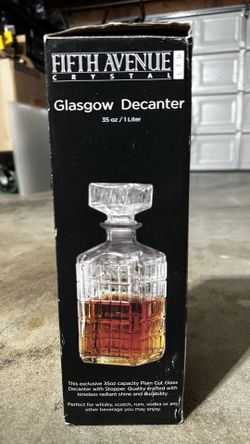 FIFTH AVENUE LTD
CRYSTAL
Glasgow Decanter
35 oz / 1 Liter
This exclusive 35oz capacity Plain Cut Glass
Decanter with Stopper. Quality crafted with
timeless radiant shine and durability.
Perfect for whisky, scotch, rum, vodka or any
other beverage you may enjoy.